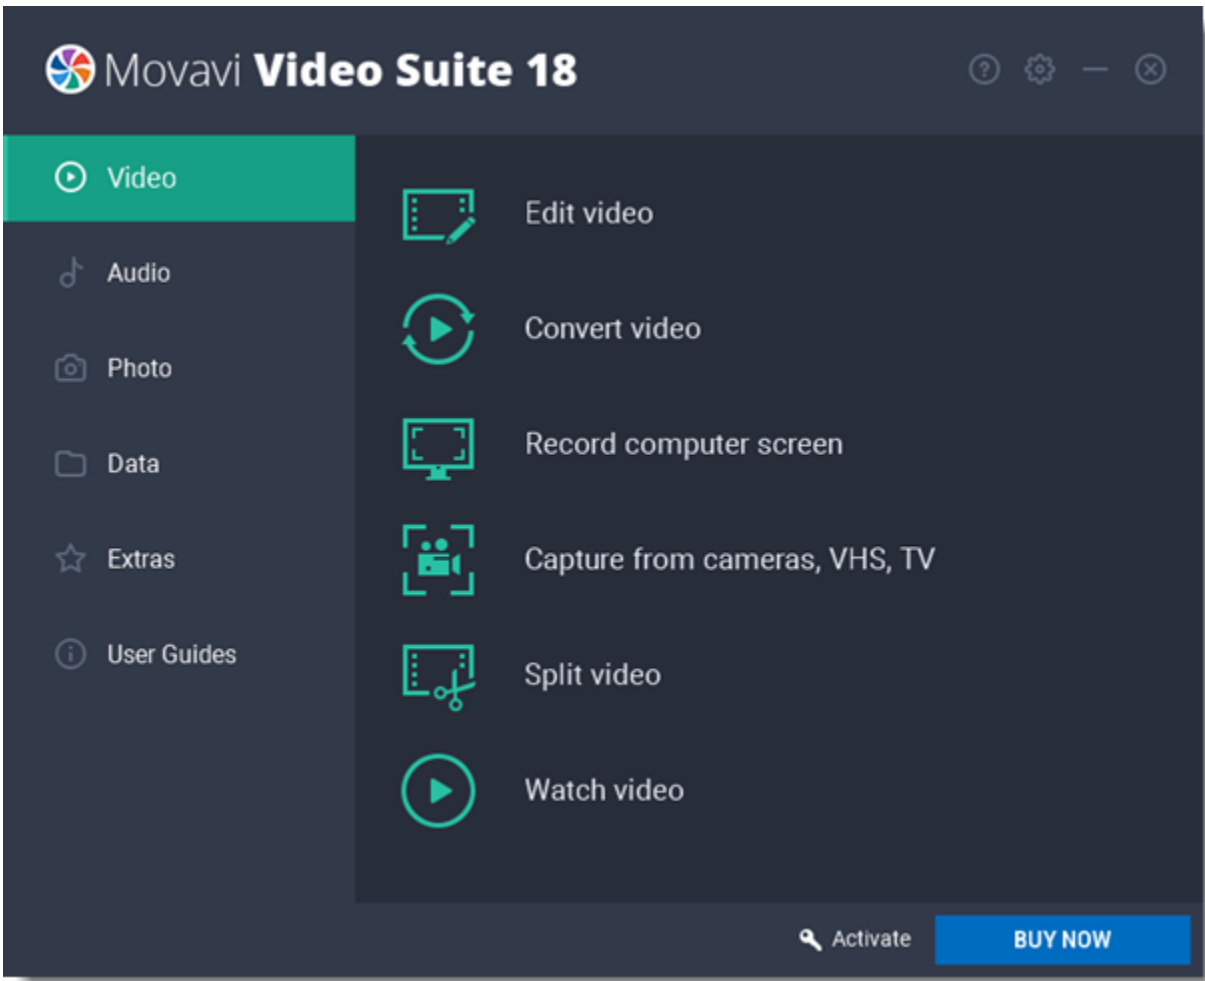 Movavi Video Suite 18
Video
Audio
Photo
Data
Extras
User Guides
Edit video
Convert video
Record computer screen
Capture from cameras, VHS, TV
Split video
Watch video
Activate
BUY NOW